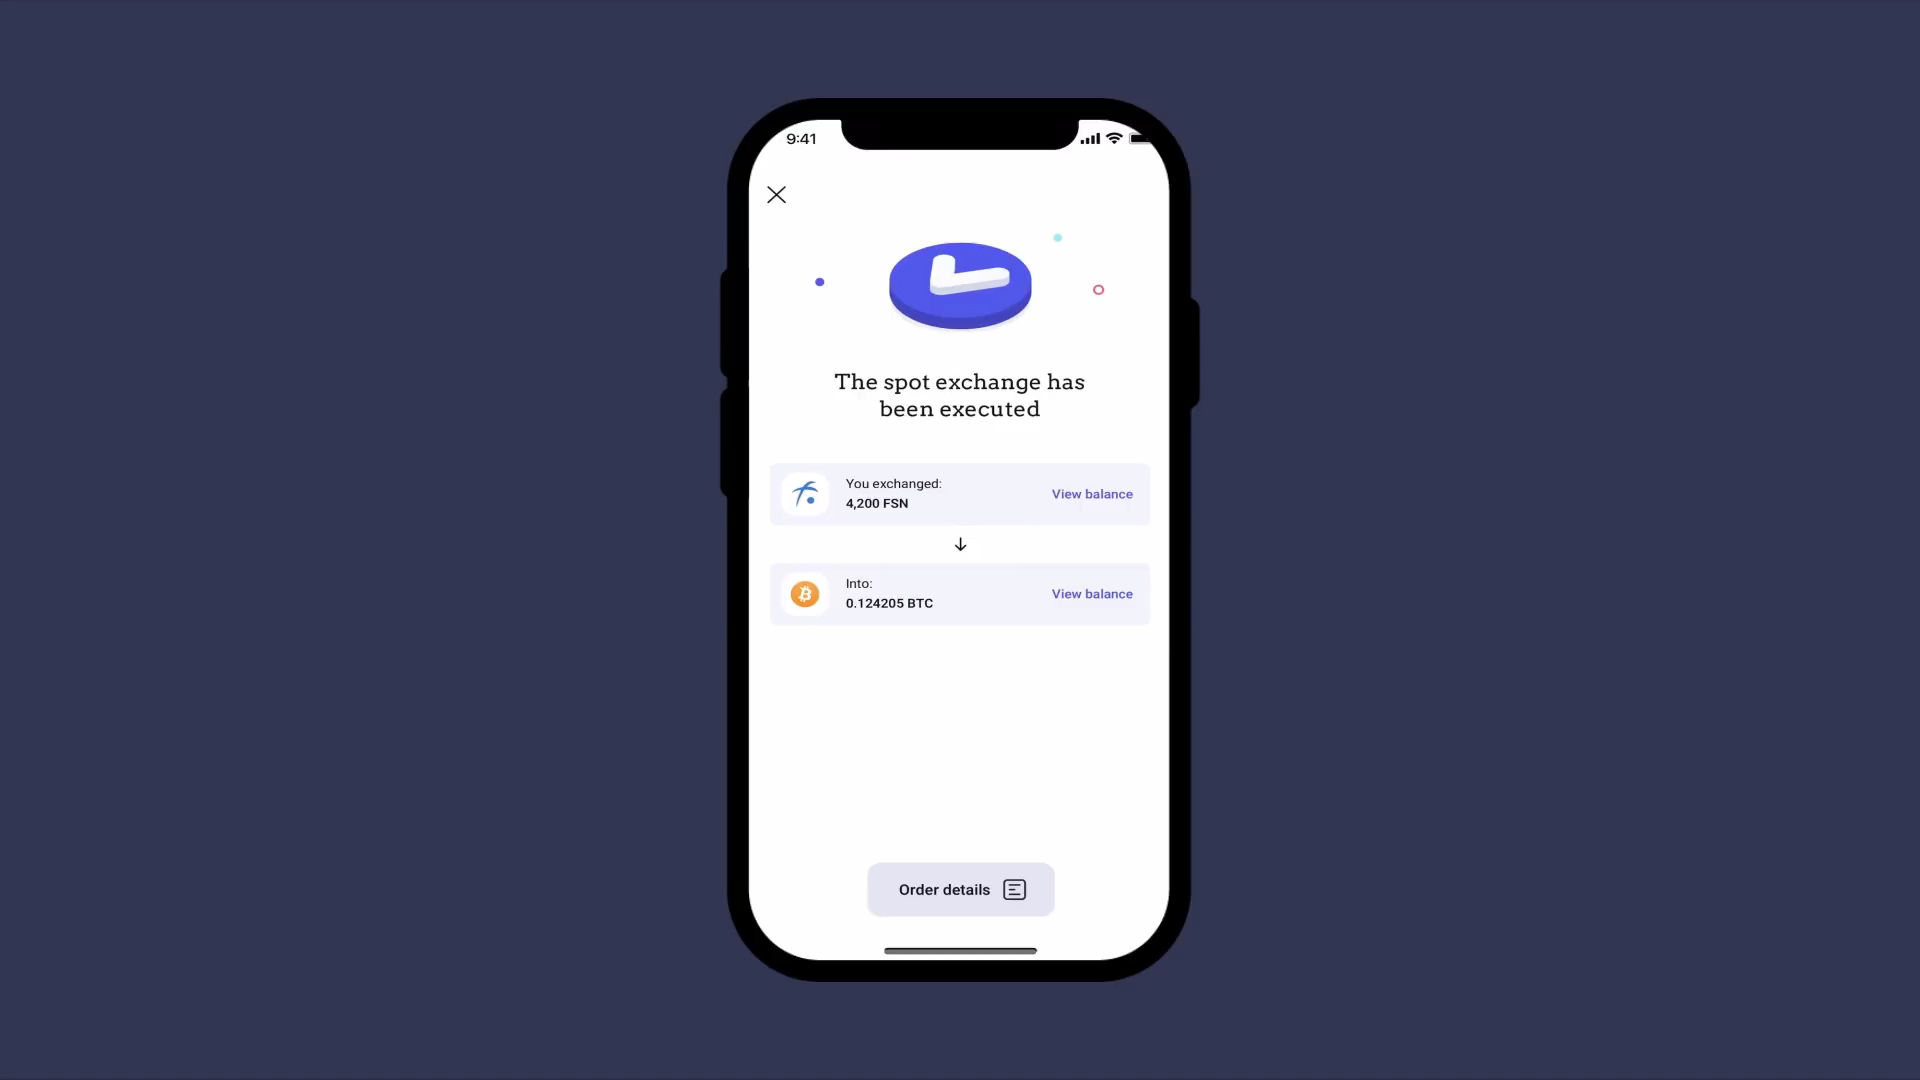 9:41
The spot exchange has
been executed
You exchanged:
4,200 FSN
View balance
Into:
0.124205 BTC
View balance
Order details